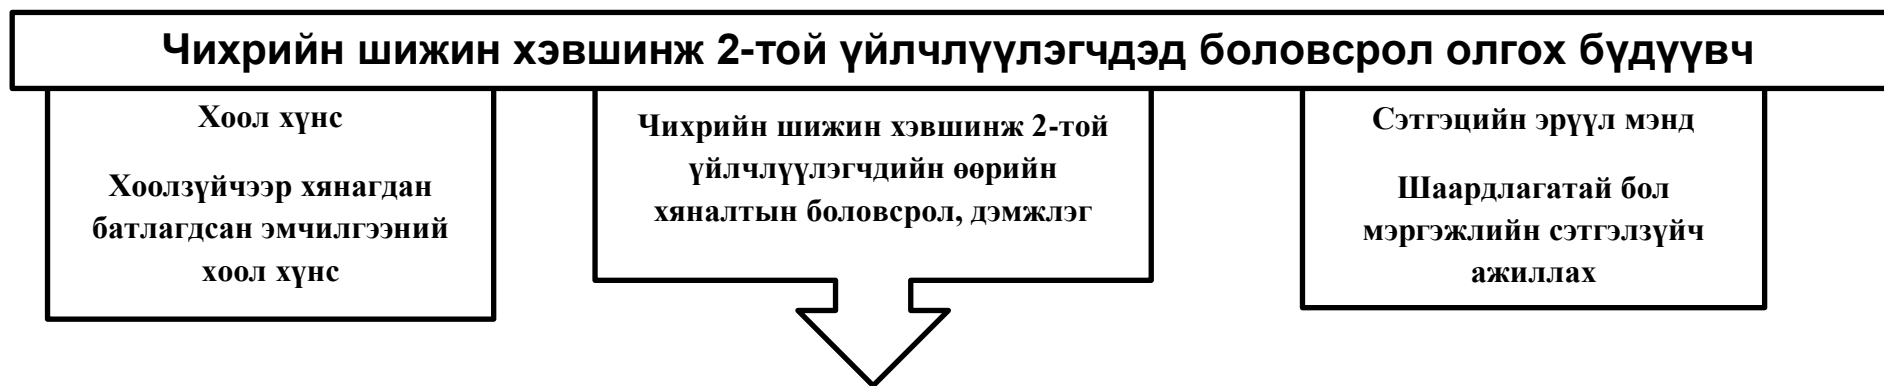 Чихрийн шижин хэвшинж 2-той үйлчлүүлэгчдэд боловсрол олгох бүдүүвч
Хоол хүнс
Хоолзүйчээр хянагдан
батлагдсан эмчилгээний
хоол хүнс
Чихрийн шижин хэвшинж 2-той
үйлчлүүлэгчдийн өөрийн
хяналтын боловсрол, дэмжлэг
Сэтгэцийн эрүүл мэнд
Шаардлагатай бол
мэргэжлийн сэтгэлзүйч
ажиллах